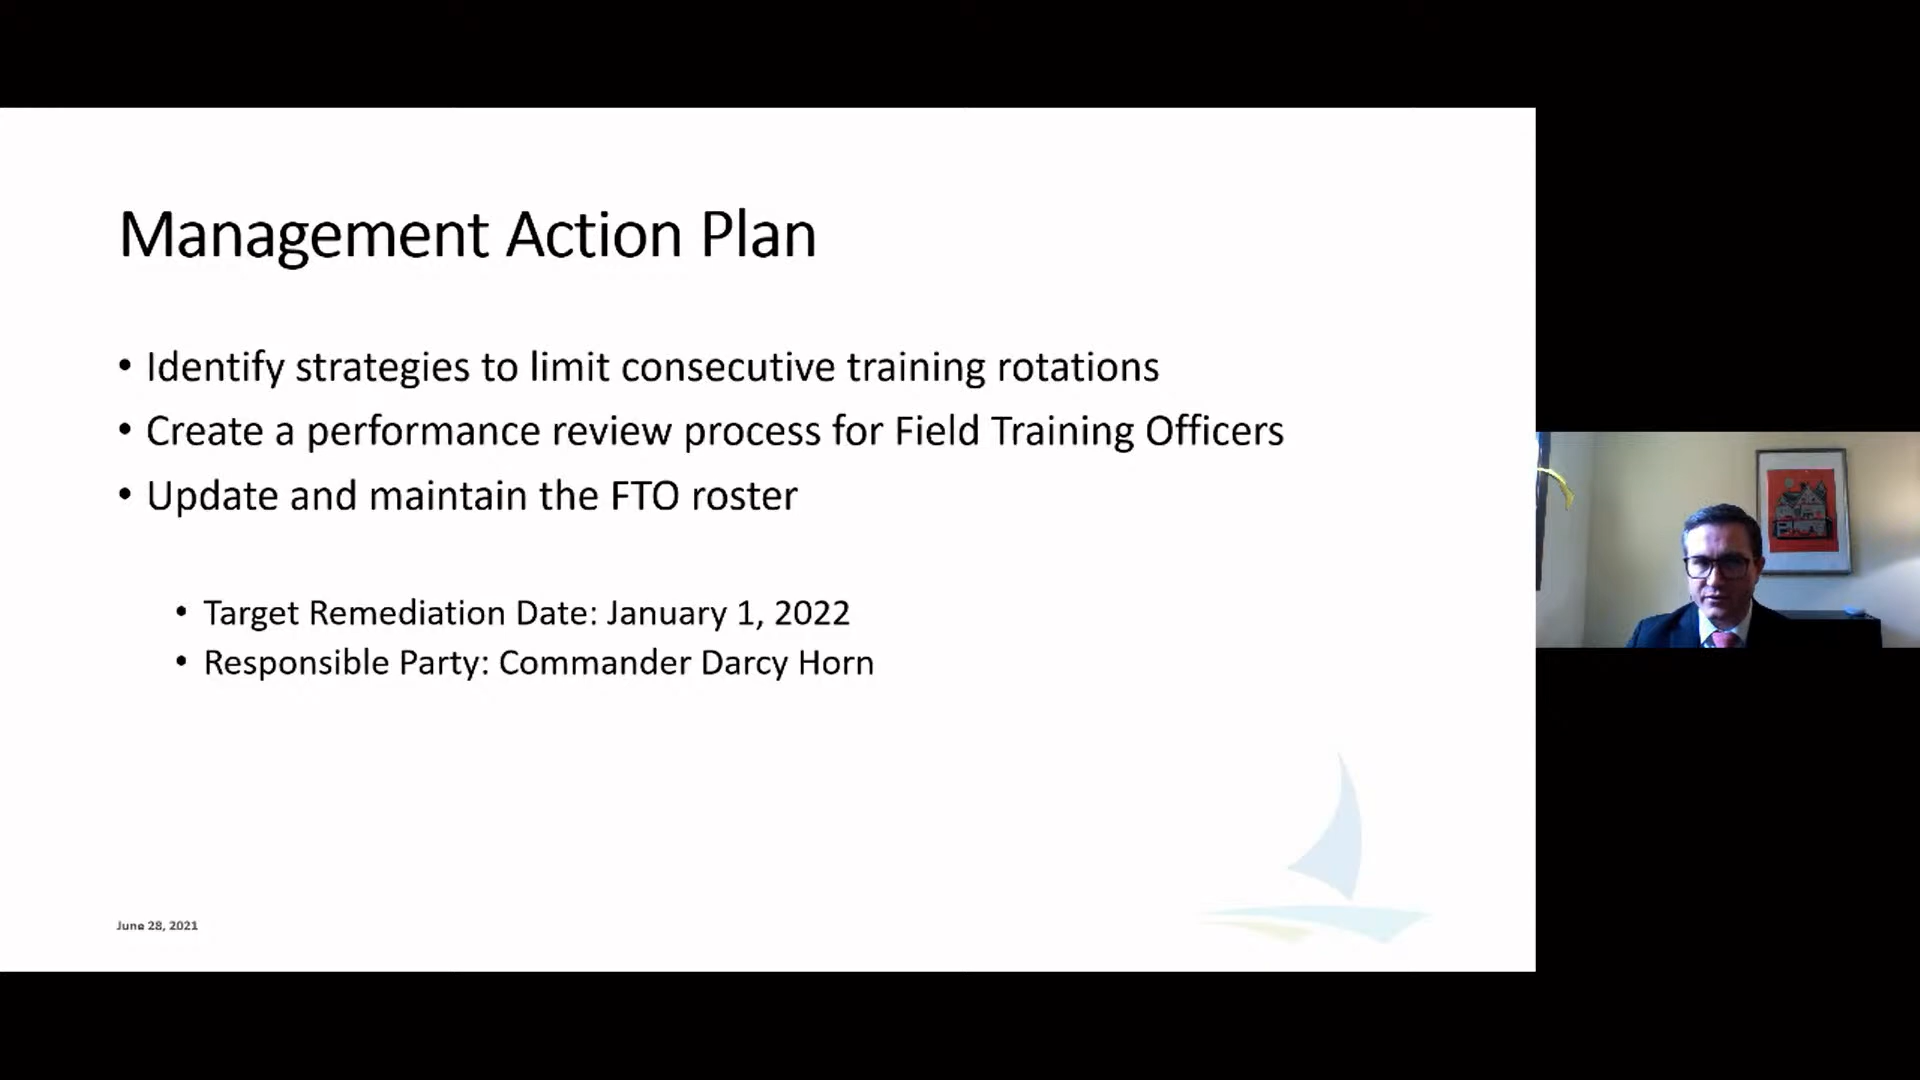 Management Action Plan
• Identify strategies to limit consecutive training rotations
• Create a performance review process for Field Training Officers
• Update and maintain the FTO roster
• Target Remediation Date: January 1, 2022
• Responsible Party: Commander Darcy Horn
June 28, 2021